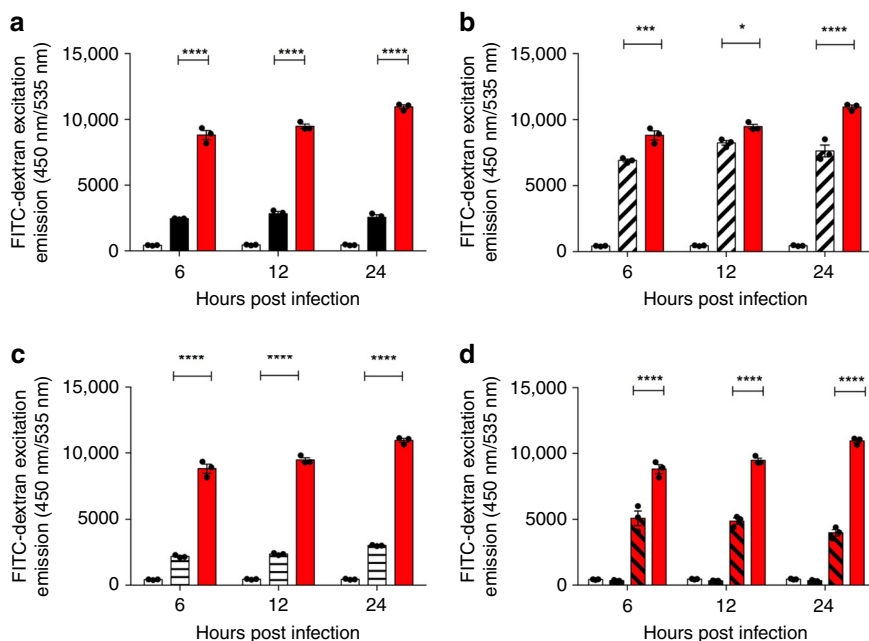 a
****
****
****
15,000
10,000
5000
0
FITC-dextran excitation
emission (450 nm/535 nm)
6
12
24
Hours post infection
b
***
*
****
15,000
10,000
5000
0
FITC-dextran excitation
emission (450 nm/535 nm)
6
12
24
Hours post infection
c
****
****
****
15,000
10,000
5000
0
FITC-dextran excitation
emission (450 nm/535 nm)
6
12
24
Hours post infection
d
****
****
****
15,000
10,000
5000
0
FITC-dextran excitation
emission (450 nm/535 nm)
6
12
24
Hours post infection